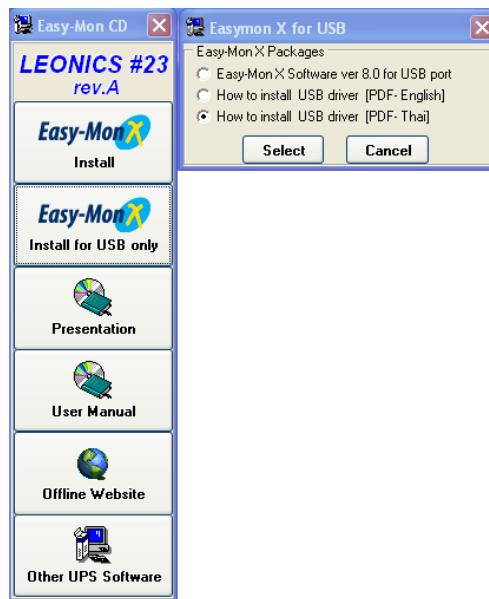 Easy-Mon CD
LEONICS #23
rev.A
Easy-Mon X
Install
Easy-Mon X
Install for USB only
Presentation
User Manual
Offline Website
Other UPS Software
Easymon X for USB
Easy-Mon X Packages
Easy-Mon X Software ver 8.0 for USB port
How to install USB driver [PDF- English]
How to install USB driver [PDF- Thai]
Select
Cancel